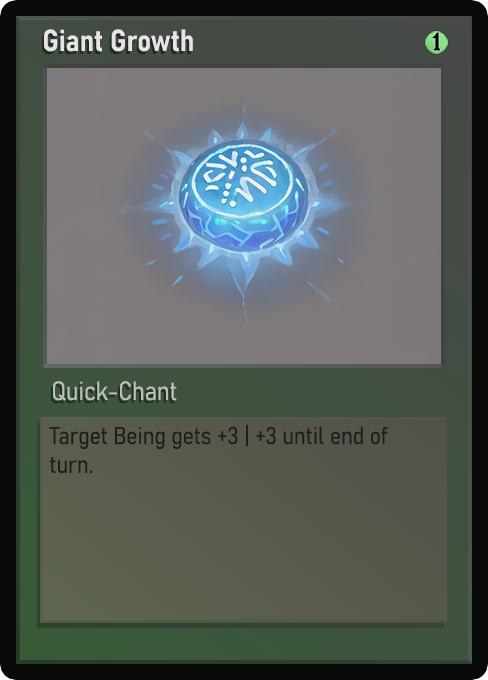 Giant Growth 1
Quick-Chant
Target Being gets +3 | +3 until end of
turn.